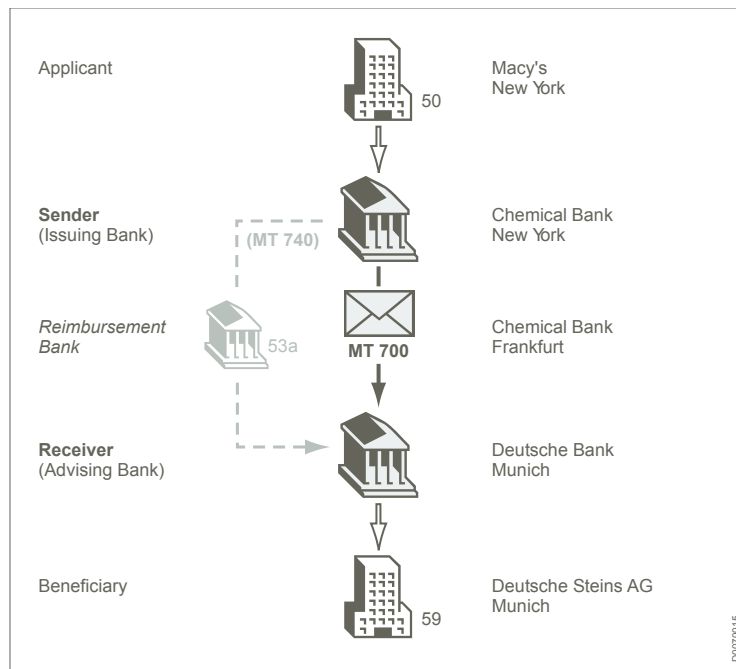 Applicant
50
Macy's
New York
Sender
(Issuing Bank)
(MT 740)
Chemical Bank
New York
Reimbursement
Bank
53a
MT 700
Chemical Bank
Frankfurt
Receiver
(Advising Bank)
Deutsche Bank
Munich
Beneficiary
59
Deutsche Steins AG
Munich
D0070015